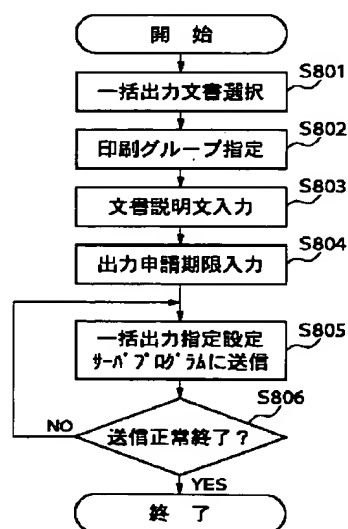 開 始
S801
一括出力文書選択
S802
印刷グループ指定
S803
文書説明文入力
S804
出力申請期限入力
S805
一括出力指定設定
ｻｰﾊﾞﾌﾟﾛｸﾞﾗﾑに送信
S806
送信正常終了？
NO
YES
終 了